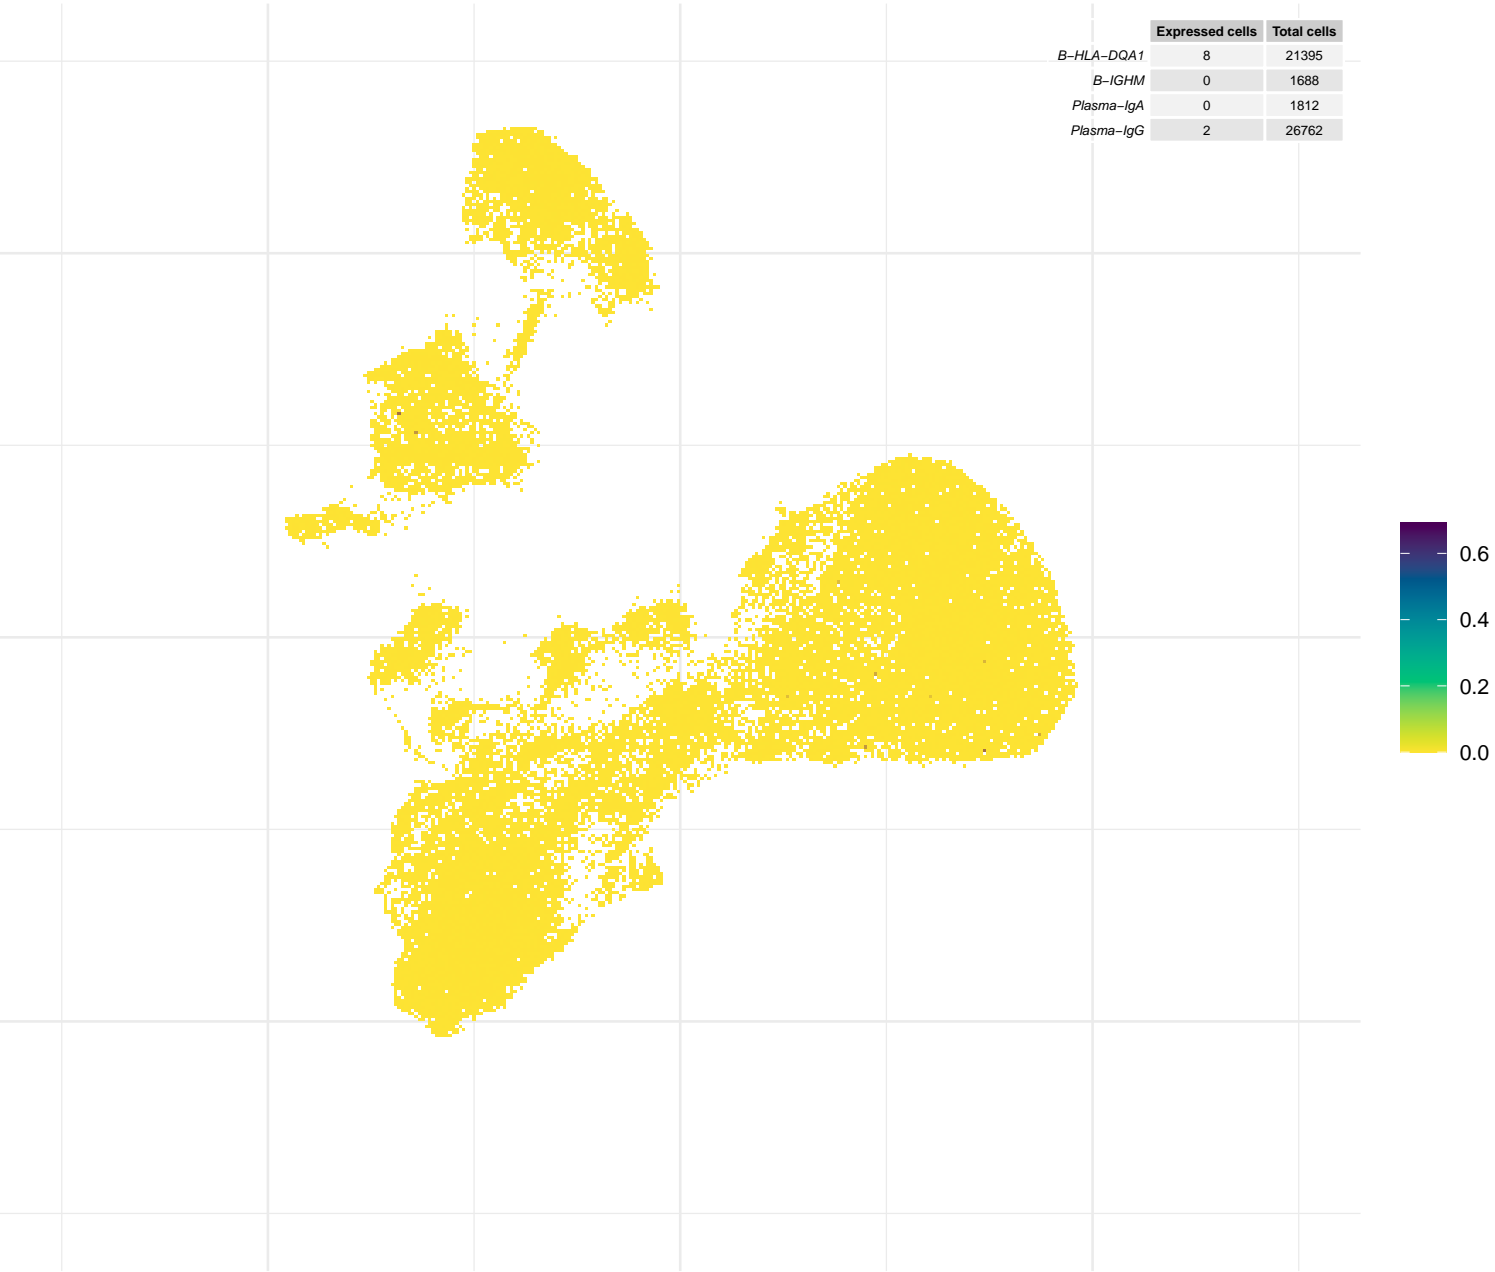 Expressed cells Total cells
B−HLA−DQA1 8 21395
B−IGHM 0 1688
Plasma−IgA 0 1812
Plasma−IgG 2 26762
0.6
0.4
0.2
0.0